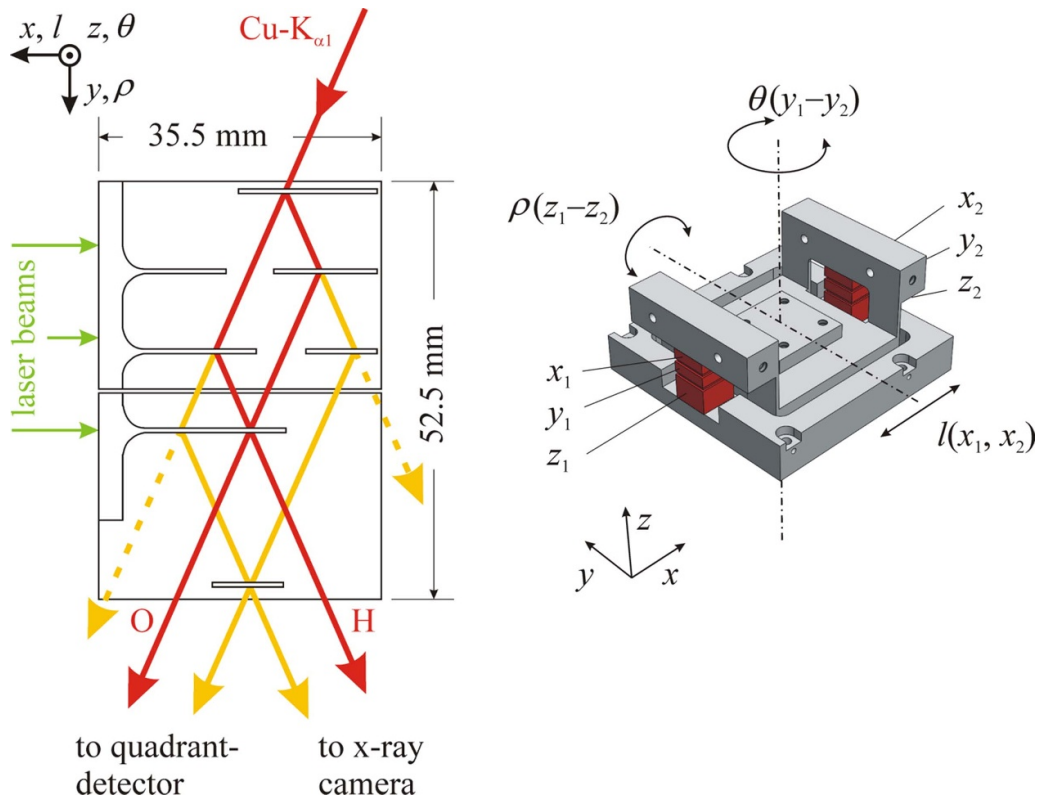 x, l z, θ
y, ρ
Cu-Kα1
35.5 mm
52.5 mm
laser beams
O
H
to quadrant-
detector
to x-ray
camera
θ(y₁–y₂)
ρ(z₁–z₂)
x₂
y₂
z₂
x₁
y₁
z₁
l(x₁, x₂)
z
y
x